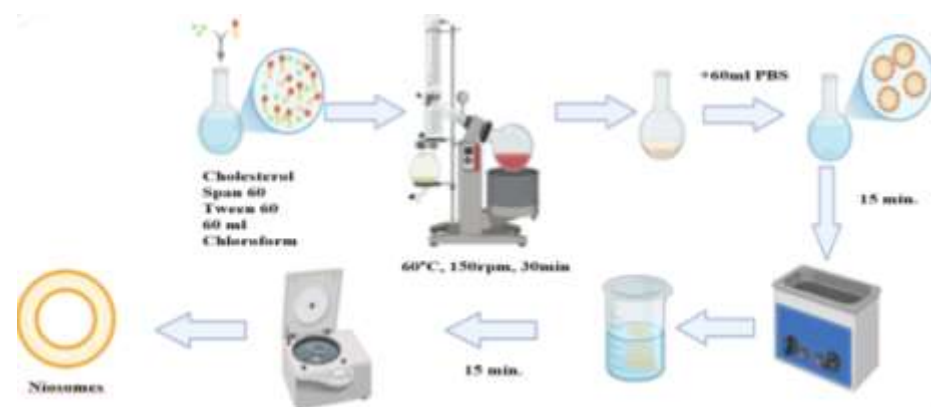 +60ml PBS
Cholesterol
Span 60
Tween 60
60 ml
Chloroform
15 min.
60°C, 150rpm, 30min
15 min.
Niosomes